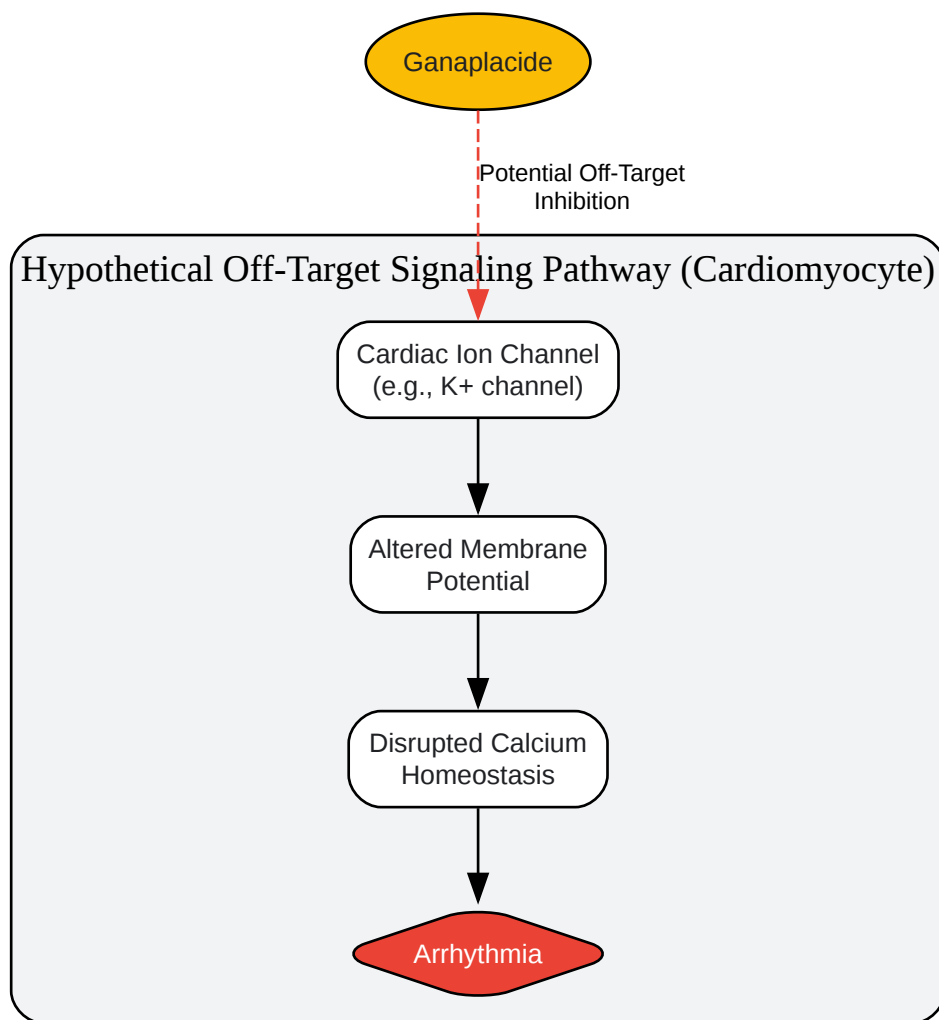 Ganaplacide
Potential Off-Target
Inhibition
Hypothetical Off-Target Signaling Pathway (Cardiomyocyte)
Cardiac Ion Channel
(e.g., K+ channel)
Altered Membrane
Potential
Disrupted Calcium
Homeostasis
Arrhythmia